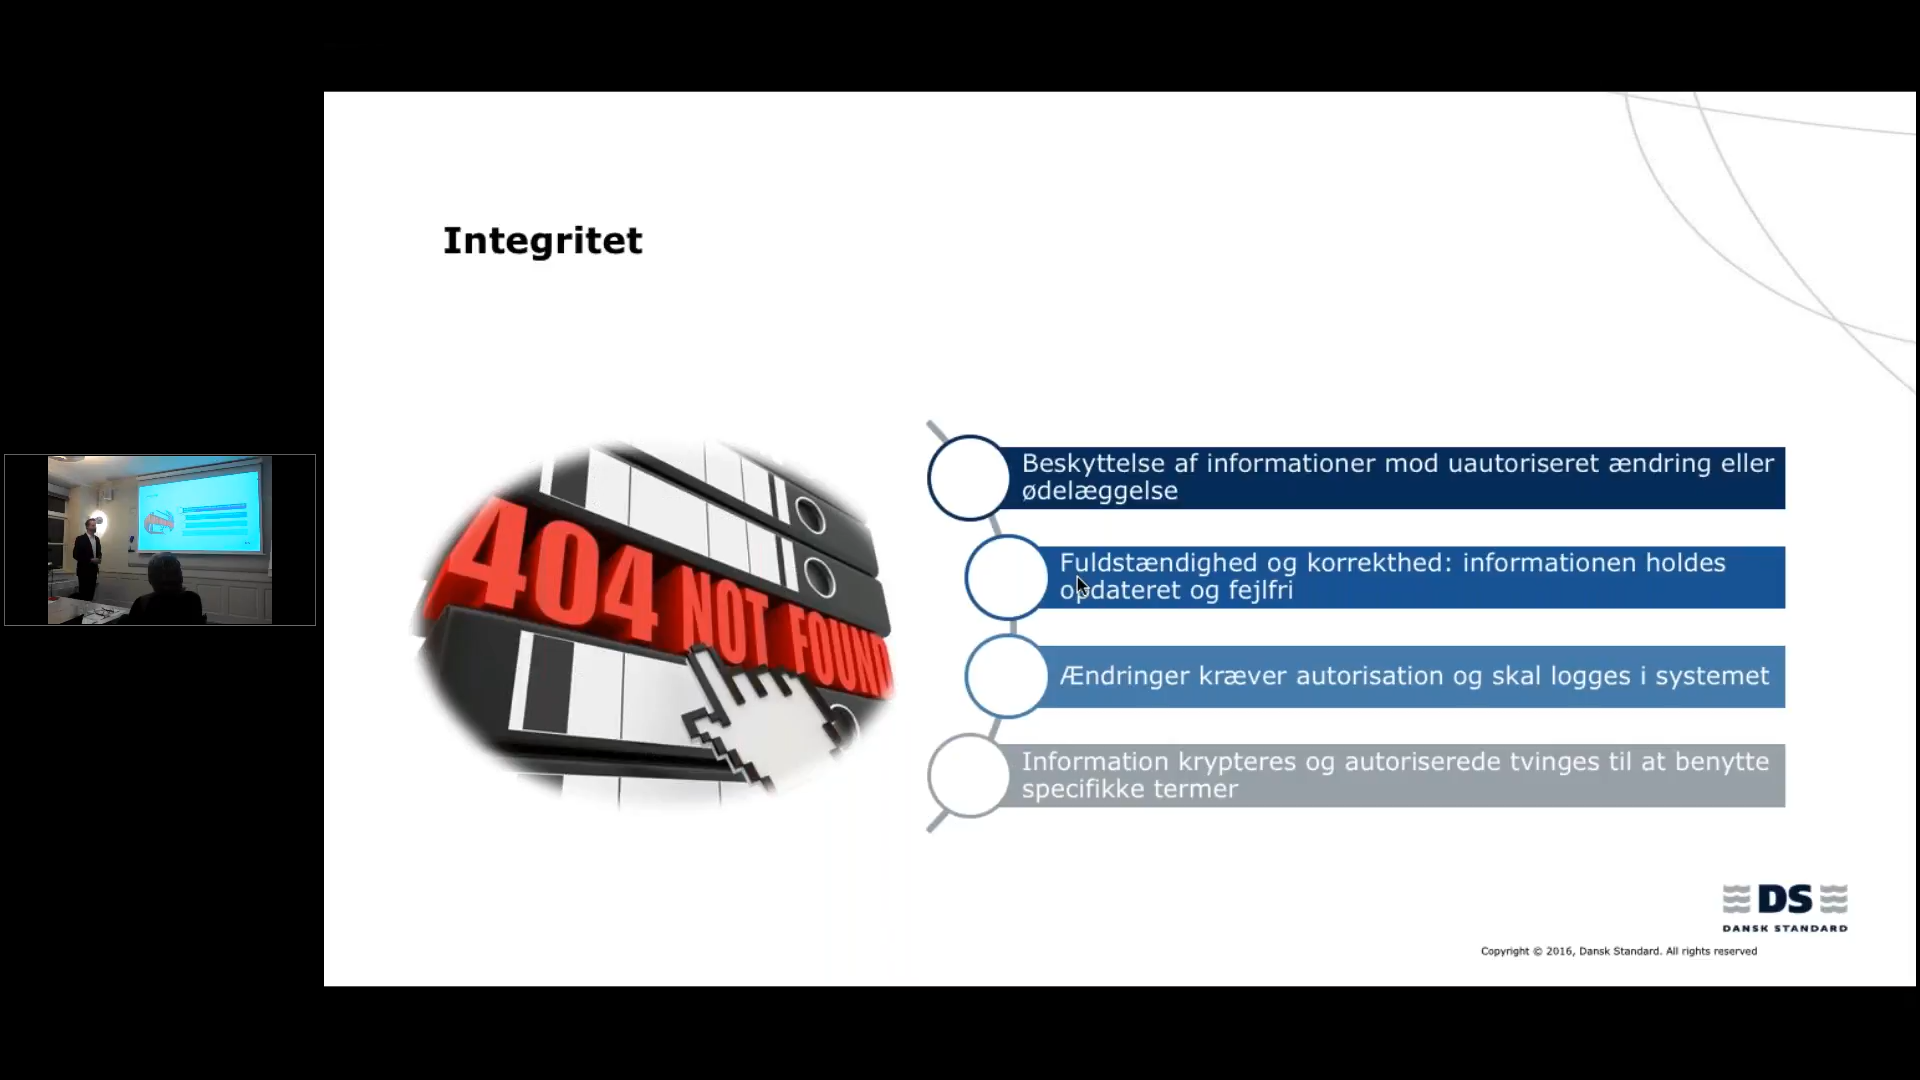 Integritet
404 NOT FOUND
Beskyttelse af informationer mod uautoriseret ændring eller
ødelæggelse
Fuldstændighed og korrekthed: informationen holdes
opdateret og fejlfri
Ændringer kræver autorisation og skal logges i systemet
Information krypteres og autoriserede tvinges til at benytte
specifikke termer
DS
DANSK STANDARD
Copyright © 2016, Dansk Standard. All rights reserved